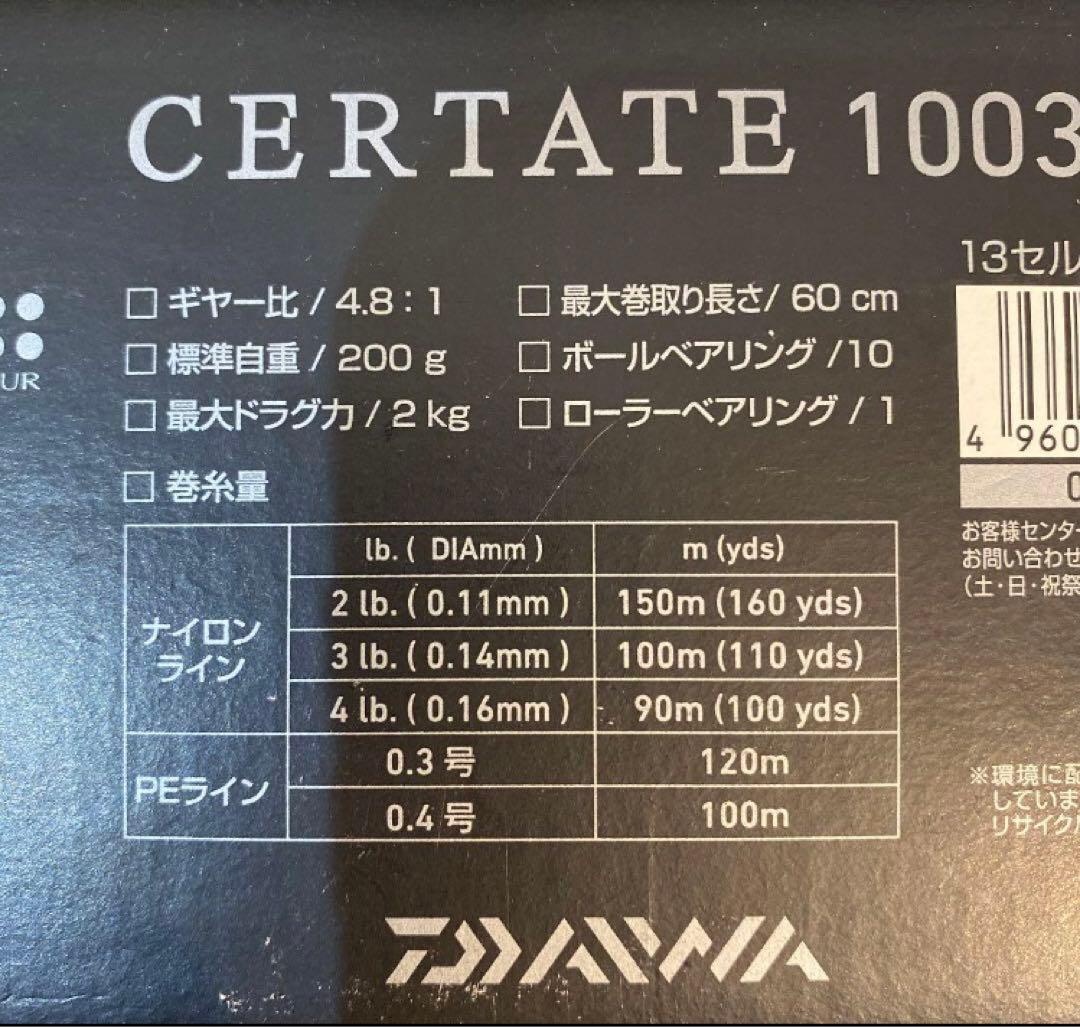 CERTATE 1003
13セル
UR
□ ギヤー比 / 4.8 : 1
□ 最大巻取り長さ/ 60 cm
□ 標準自重 / 200 g
□ ボールベアリング /10
□ 最大ドラグ力 / 2 kg
□ ローラーベアリング / 1
4 960
0
□ 巻糸量
lb. ( DIAmm ) m (yds)
ナイロンライン
2 lb. ( 0.11mm ) 150m (160 yds)
3 lb. ( 0.14mm ) 100m (110 yds)
4 lb. ( 0.16mm ) 90m (100 yds)
PEライン
0.3 号 120m
0.4 号 100m
お客様センター
お問い合わせ
(土・日・祝祭
※環境に配
していま
リサイクル
DAIWA